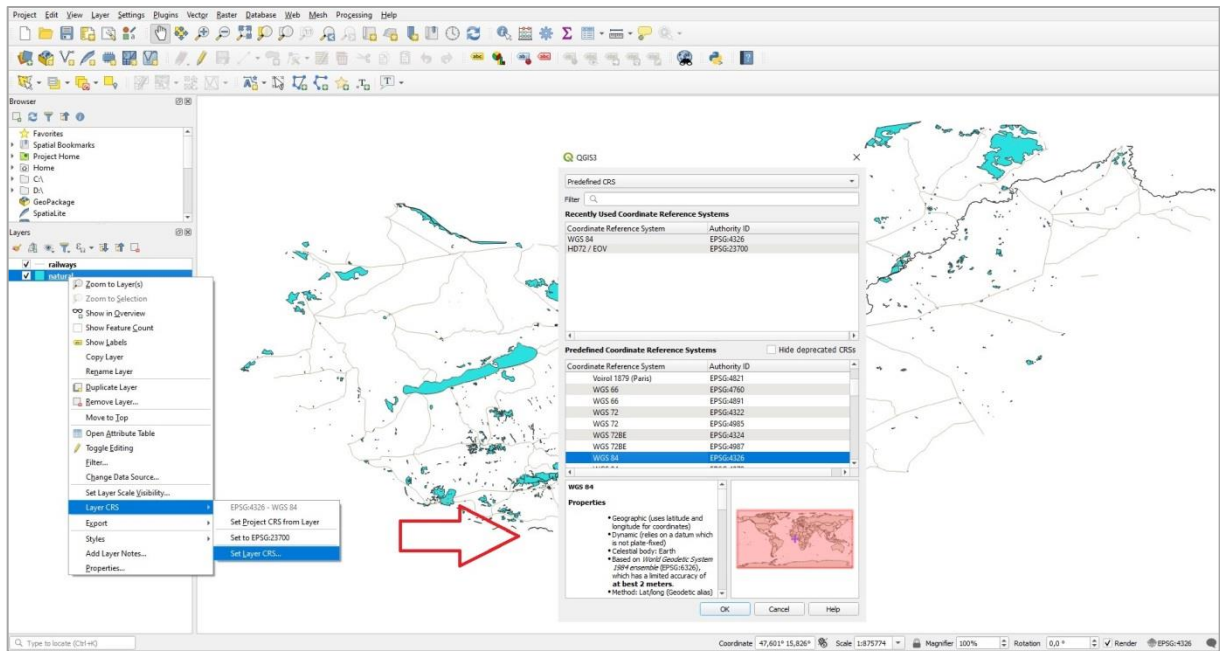 Project Edit View Layer Settings Plugins Vector Raster Database Web Mesh Processing Help
Browser
Favorites
Spatial Bookmarks
Project Home
Home
C:\
D:\
GeoPackage
SpatiaLite
Layers
railways
natural
Zoom to Layer(s)
Zoom to Selection
Show in Overview
Show Feature Count
Show Labels
Copy Layer
Rename Layer
Duplicate Layer
Remove Layer...
Move to Top
Open Attribute Table
Toggle Editing
Filter...
Change Data Source...
Set Layer Scale Visibility...
Layer CRS
Export
Styles
Add Layer Notes...
Properties...
EPSG:4326 - WGS 84
Set Project CRS from Layer
Set to EPSG:23700
Set Layer CRS...
QGIS3
Predefined CRS
Filter
Recently Used Coordinate Reference Systems
Coordinate Reference System Authority ID
WGS 84 EPSG:4326
HD72 / EOV EPSG:23700
Predefined Coordinate Reference Systems Hide deprecated CRSs
Coordinate Reference System Authority ID
Voirol 1879 (Paris) EPSG:4821
WGS 66 EPSG:4760
WGS 66 EPSG:4891
WGS 72 EPSG:4322
WGS 72 EPSG:4985
WGS 72BE EPSG:4324
WGS 72BE EPSG:4987
WGS 84 EPSG:4326
WGS 84
Properties
Geographic (uses latitude and
longitude for coordinates)
Dynamic (relies on a datum which
is not plate-fixed)
Celestial body: Earth
Based on World Geodetic System
1984 ensemble (EPSG:6326),
which has a limited accuracy of
at best 2 meters.
Method: Lat/long (Geodetic alias)
OK Cancel Help
Type to locate (Ctrl+K) Coordinate 47,601° 15,826° Scale 1:875774 Magnifier 100% Rotation 0,0 ° Render EPSG:4326